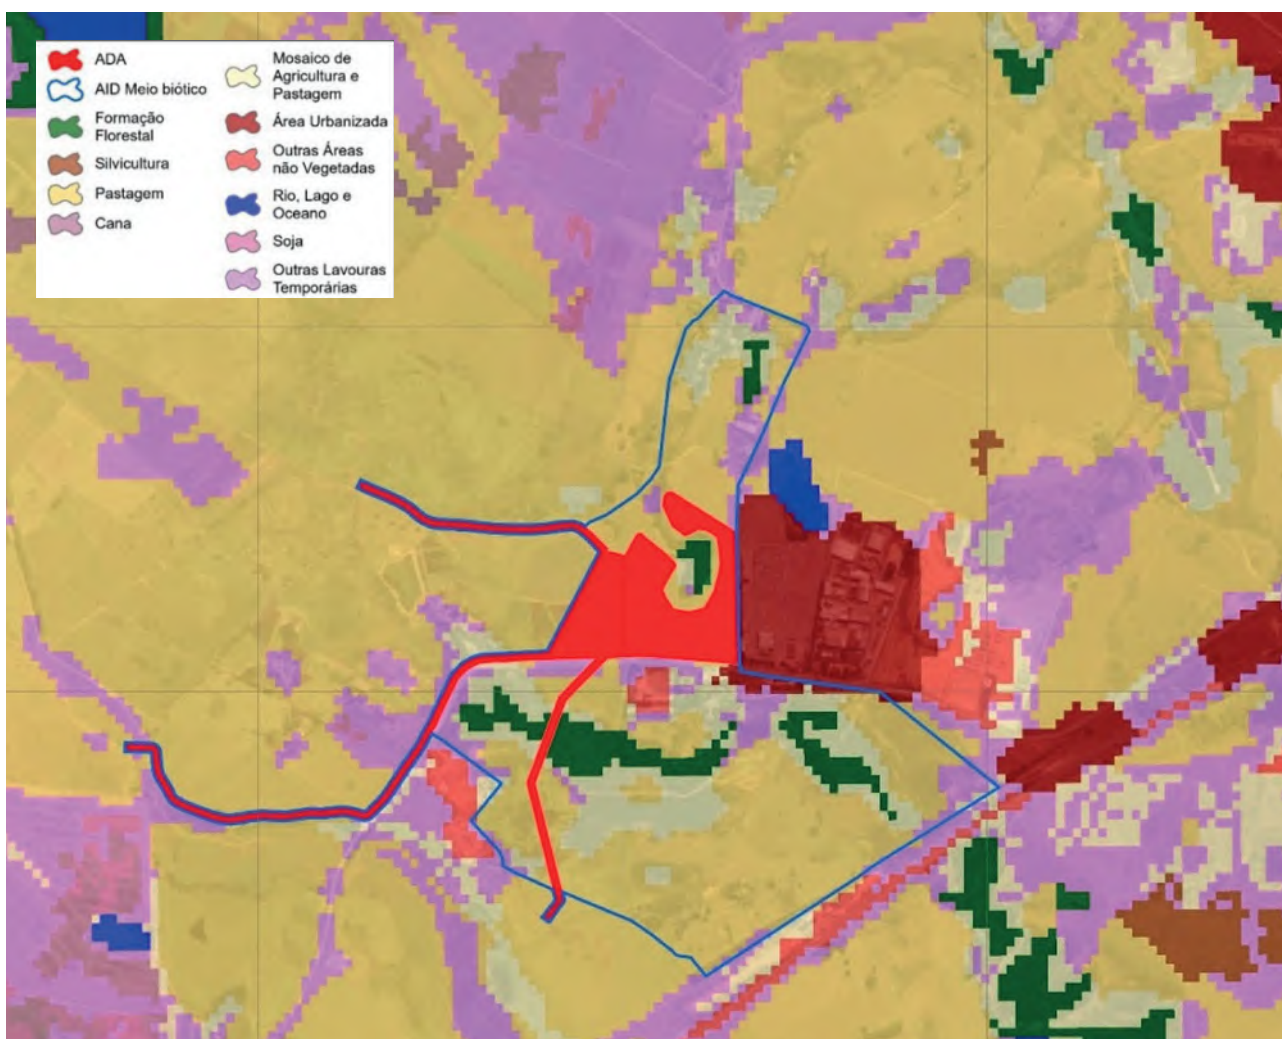 ADA
AID Meio biótico
Formação
Florestal
Silvicultura
Pastagem
Cana
Mosaico de
Agricultura e
Pastagem
Área Urbanizada
Outras Áreas
não Vegetadas
Rio, Lago e
Oceano
Soja
Outras Lavouras
Temporárias